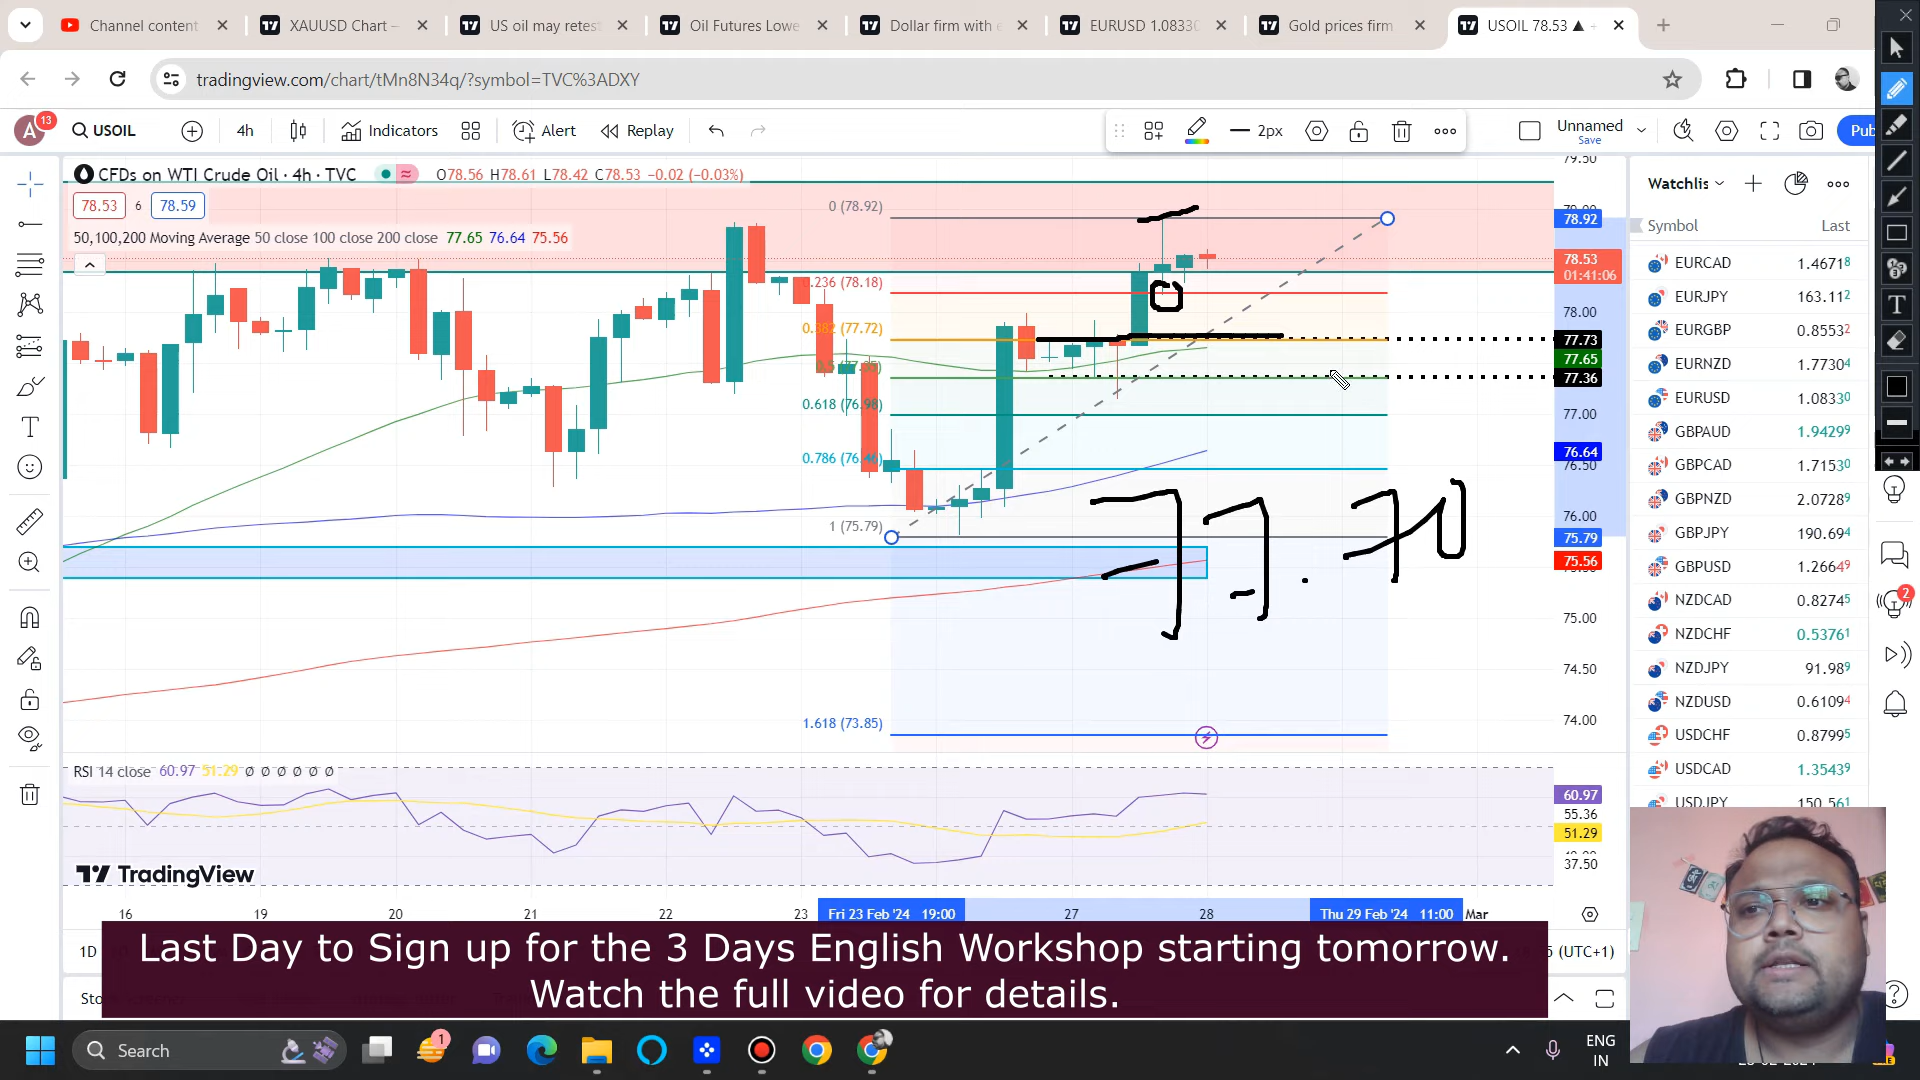 Channel content
XAUUSD Chart –
US oil may retes
Oil Futures Lowe
Dollar firm with e
EURUSD 1.0833
Gold prices firm
USOIL 78.53 ▲
tradingview.com/chart/tMn8N34q/?symbol=TVC%3ADXY
A 13
USOIL
4h
Indicators
Alert
Replay
2px
Unnamed
Save
Pub
CFDs on WTI Crude Oil · 4h · TVC
O78.56 H78.61 L78.42 C78.53 −0.02 (−0.03%)
78.53 6 78.59
50,100,200 Moving Average 50 close 100 close 200 close 77.65 76.64 75.56
0 (78.92)
0.236 (78.18)
0.382 (77.72)
0.618 (76.98)
0.786 (76.46)
1 (75.79)
1.618 (73.85)
77.70
79.50
78.92
78.53
01:41:06
78.00
77.73
77.65
77.36
77.00
76.64
76.50
76.00
75.79
75.56
75.00
74.50
74.00
RSI 14 close 60.97 51.29 Ø Ø Ø Ø Ø Ø
60.97
55.36
51.29
37.50
TradingView
16 19 20 21 22 23 Fri 23 Feb '24 19:00 27 28 Thu 29 Feb '24 11:00 Mar
1D
(UTC+1)
Last Day to Sign up for the 3 Days English Workshop starting tomorrow.
Watch the full video for details.
Watchlis
Symbol Last
EURCAD 1.46718
EURJPY 163.112
EURGBP 0.85532
EURNZD 1.77304
EURUSD 1.08330
GBPAUD 1.94299
GBPCAD 1.71530
GBPNZD 2.07289
GBPJPY 190.694
GBPUSD 1.26649
NZDCAD 0.82745
NZDCHF 0.53761
NZDJPY 91.989
NZDUSD 0.61094
USDCHF 0.87995
USDCAD 1.35439
USDJPY 150.561
2
Search
1
ENG
IN